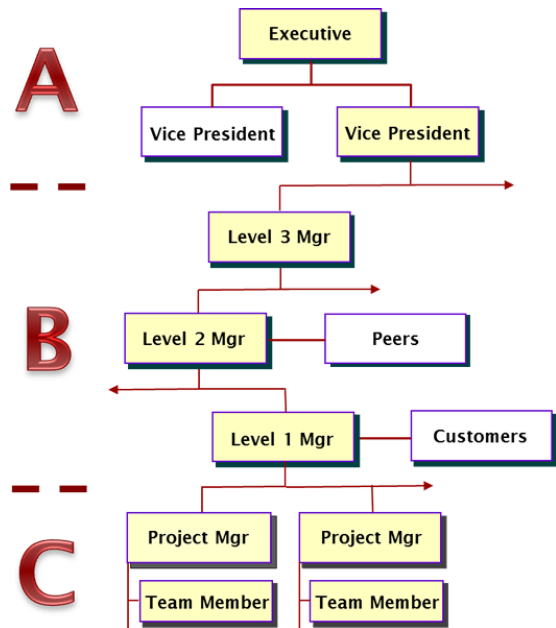 A
Executive
Vice President
Vice President
B
Level 3 Mgr
Level 2 Mgr
Peers
Level 1 Mgr
Customers
C
Project Mgr
Project Mgr
Team Member
Team Member